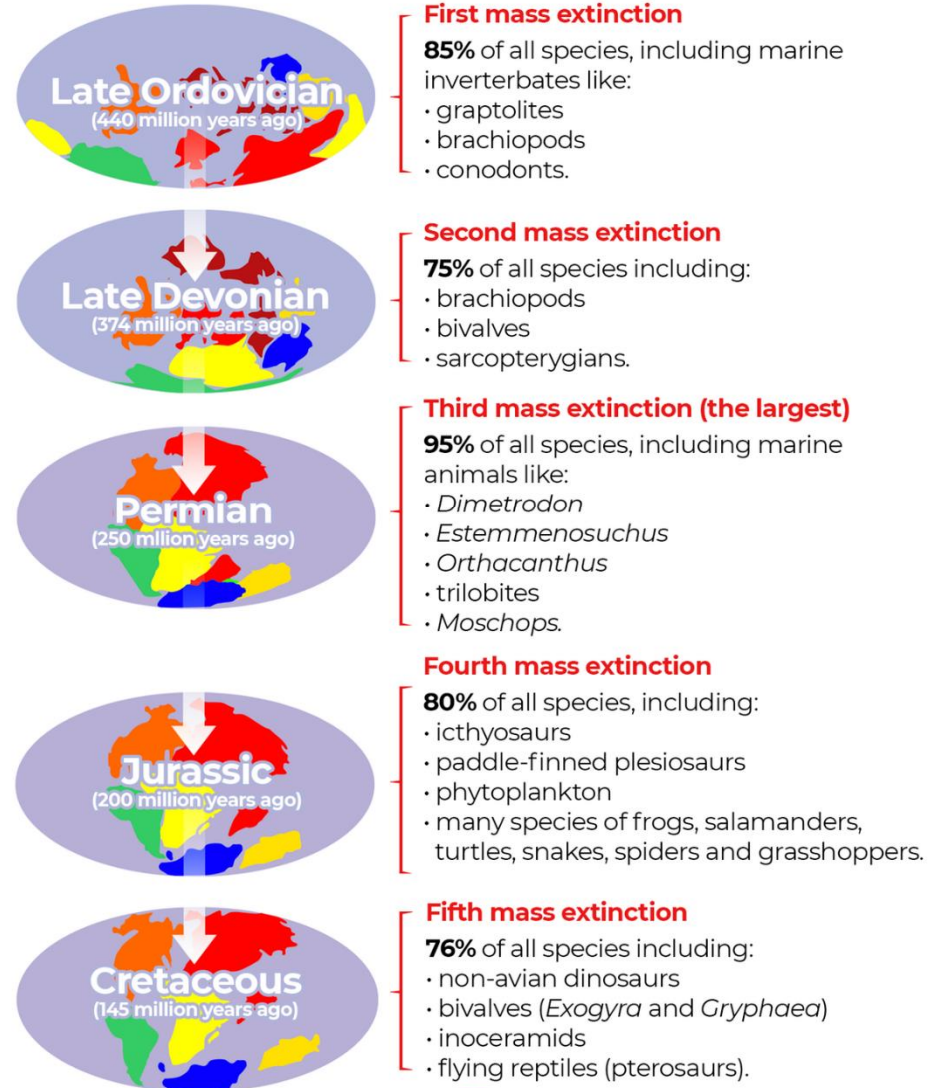 First mass extinction
85% of all species, including marine
inverterbates like:
· graptolites
· brachiopods
· conodonts.
Late Ordovician
(440 million years ago)
Second mass extinction
75% of all species including:
· brachiopods
· bivalves
· sarcopterygians.
Late Devonian
(374 million years ago)
Third mass extinction (the largest)
95% of all species, including marine
animals like:
· Dimetrodon
· Estemmenosuchus
· Orthacanthus
· trilobites
· Moschops.
Permian
(250 mllion years ago)
Fourth mass extinction
80% of all species, including:
· icthyosaurs
· paddle-finned plesiosaurs
· phytoplankton
· many species of frogs, salamanders,
turtles, snakes, spiders and grasshoppers.
Jurassic
(200 million years ago)
Fifth mass extinction
76% of all species including:
· non-avian dinosaurs
· bivalves (Exogyra and Gryphaea)
· inoceramids
· flying reptiles (pterosaurs).
Cretaceous
(145 million years ago)